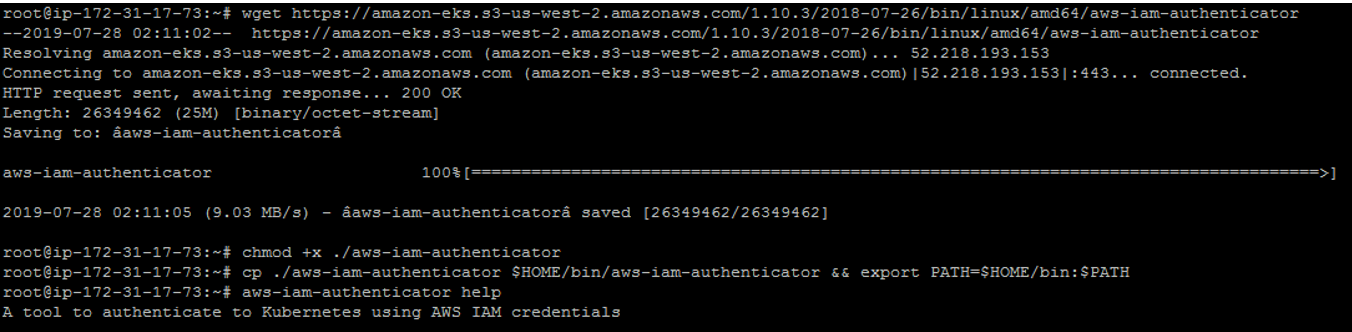 root@ip-172-31-17-73:~# wget https://amazon-eks.s3-us-west-2.amazonaws.com/1.10.3/2018-07-26/bin/linux/amd64/aws-iam-authenticator
--2019-07-28 02:11:02--  https://amazon-eks.s3-us-west-2.amazonaws.com/1.10.3/2018-07-26/bin/linux/amd64/aws-iam-authenticator
Resolving amazon-eks.s3-us-west-2.amazonaws.com (amazon-eks.s3-us-west-2.amazonaws.com)... 52.218.193.153
Connecting to amazon-eks.s3-us-west-2.amazonaws.com (amazon-eks.s3-us-west-2.amazonaws.com)|52.218.193.153|:443... connected.
HTTP request sent, awaiting response... 200 OK
Length: 26349462 (25M) [binary/octet-stream]
Saving to: âaws-iam-authenticatorâ
aws-iam-authenticator 100%[=====================================================================================>]
2019-07-28 02:11:05 (9.03 MB/s) - âaws-iam-authenticatorâ saved [26349462/26349462]
root@ip-172-31-17-73:~# chmod +x ./aws-iam-authenticator
root@ip-172-31-17-73:~# cp ./aws-iam-authenticator $HOME/bin/aws-iam-authenticator && export PATH=$HOME/bin:$PATH
root@ip-172-31-17-73:~# aws-iam-authenticator help
A tool to authenticate to Kubernetes using AWS IAM credentials